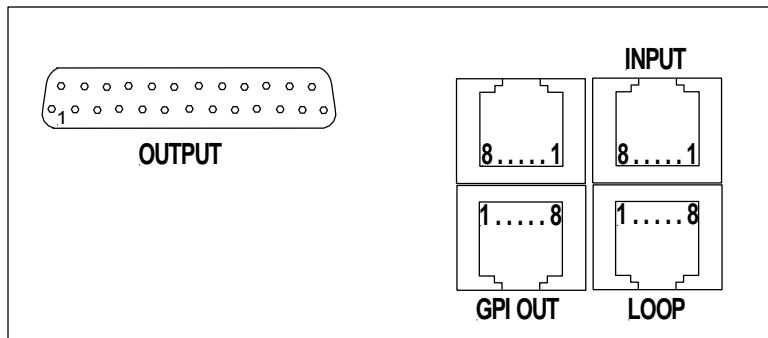 INPUT
1
OUTPUT
8.....1
8.....1
1.....8
1.....8
GPI OUT
LOOP